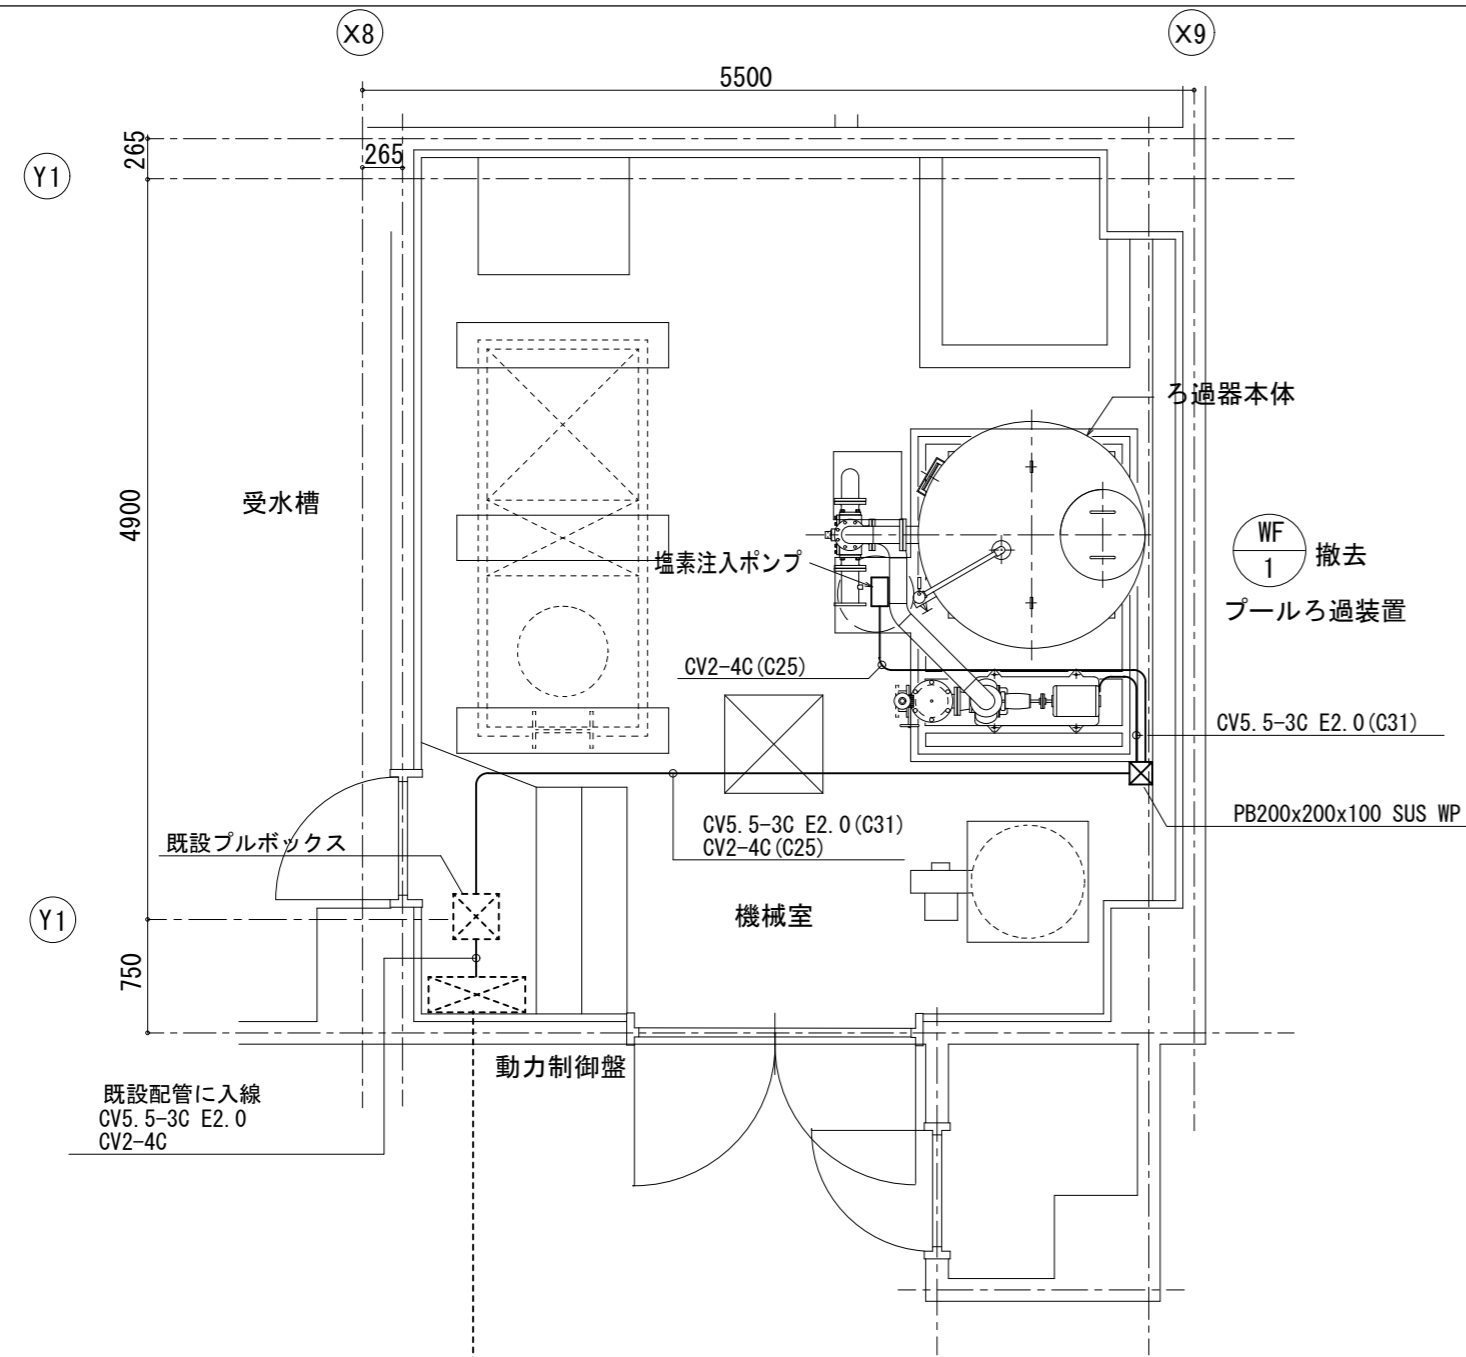 X8
X9
5500
265
265
Y1
ろ過器本体
4900
受水槽
WF
1
撤去
塩素注入ポンプ
プールろ過装置
CV2-4C(C25)
CV5.5-3C E2.0(C31)
PB200x200x100 SUS WP
CV5.5-3C E2.0(C31)
CV2-4C(C25)
既設プルボックス
機械室
Y1
750
動力制御盤
既設配管に入線
CV5.5-3C E2.0
CV2-4C